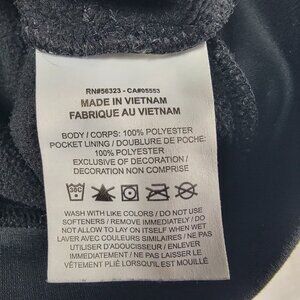 RN#56323 - CA#05553
MADE IN VIETNAM
FABRIQUE AU VIETNAM
BODY / CORPS: 100% POLYESTER
POCKET LINING / DOUBLURE DE POCHE:
100% POLYESTER
EXCLUSIVE OF DECORATION /
DECORATION NON COMPRISE
30C
WASH WITH LIKE COLORS / DO NOT USE
SOFTENERS / REMOVE IMMEDIATELY / DO
NOT ALLOW TO LAY ON ITSELF WHEN WET
LAVER AVEC COULEURS SIMILAIRES / NE PAS
UTILISER D'ADOUCISSEUR / ENLEVER
IMMÉDIATEMENT / NE PAS LAISSER LE
VÊTEMENT PLIÉ LORSQU'IL EST MOUILLÉ